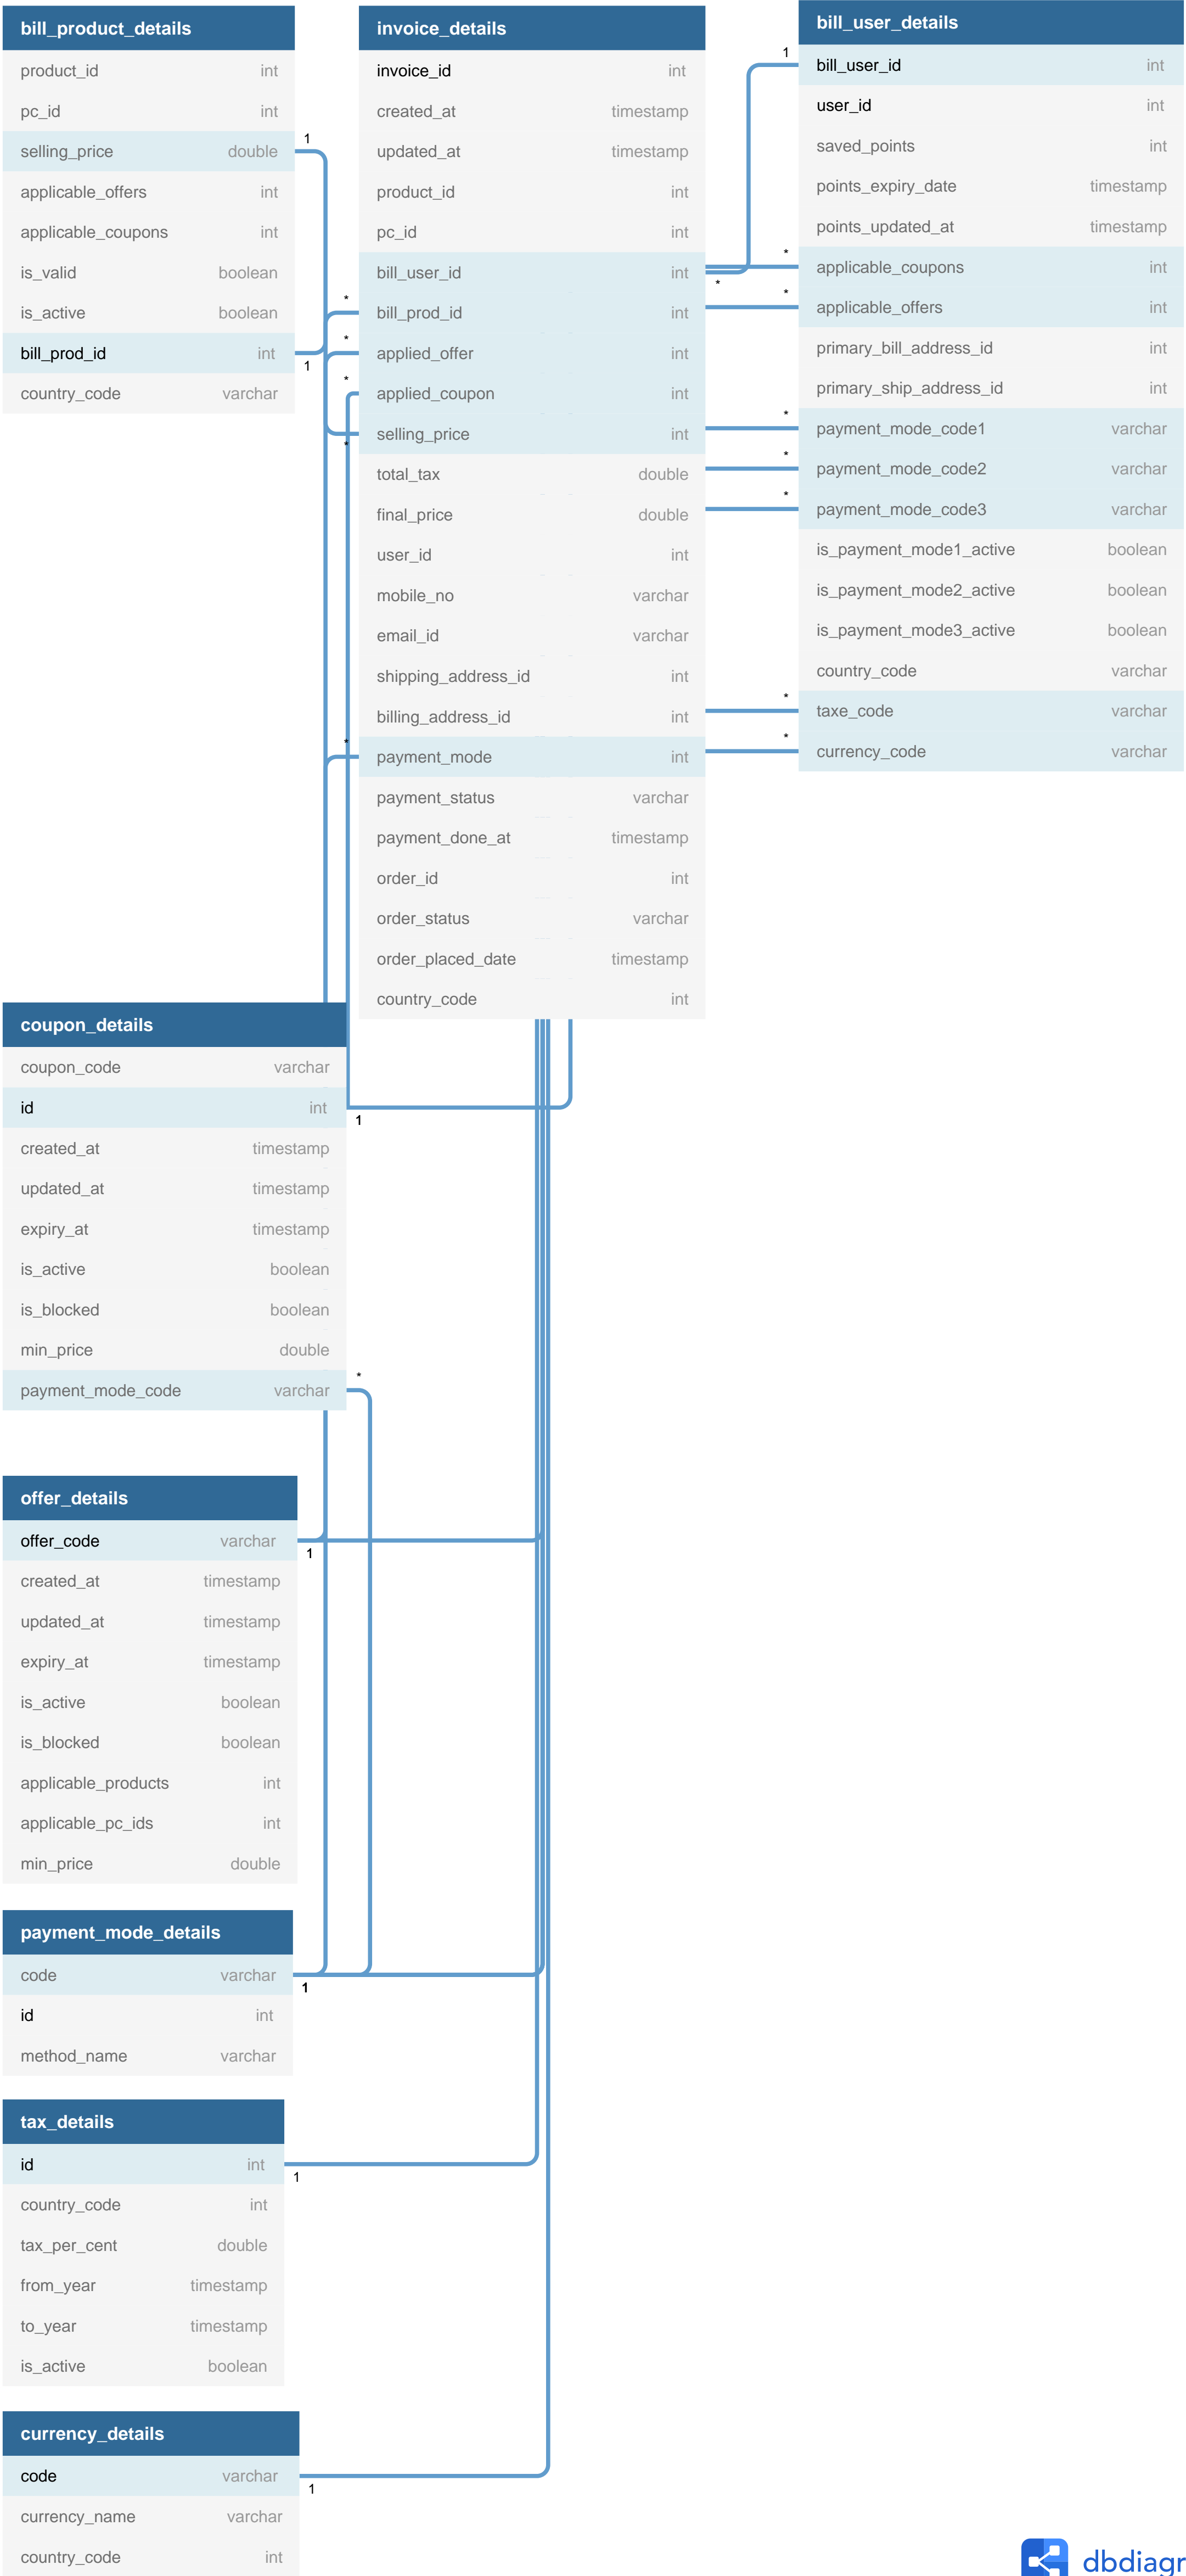 bill_product_details
product_id int
pc_id int
selling_price double
applicable_offers int
applicable_coupons int
is_valid boolean
is_active boolean
bill_prod_id int
country_code varchar
1
1
invoice_details
invoice_id int
created_at timestamp
updated_at timestamp
product_id int
pc_id int
bill_user_id int
bill_prod_id int
applied_offer int
applied_coupon int
selling_price int
total_tax double
final_price double
user_id int
mobile_no varchar
email_id varchar
shipping_address_id int
billing_address_id int
payment_mode int
payment_status varchar
payment_done_at timestamp
order_id int
order_status varchar
order_placed_date timestamp
country_code int
*
*
*
*
*
*
bill_user_details
bill_user_id int
user_id int
saved_points int
points_expiry_date timestamp
points_updated_at timestamp
applicable_coupons int
applicable_offers int
primary_bill_address_id int
primary_ship_address_id int
payment_mode_code1 varchar
payment_mode_code2 varchar
payment_mode_code3 varchar
is_payment_mode1_active boolean
is_payment_mode2_active boolean
is_payment_mode3_active boolean
country_code varchar
taxe_code varchar
currency_code varchar
1
*
*
*
*
*
*
*
coupon_details
coupon_code varchar
id int
created_at timestamp
updated_at timestamp
expiry_at timestamp
is_active boolean
is_blocked boolean
min_price double
payment_mode_code varchar
1
*
offer_details
offer_code varchar
created_at timestamp
updated_at timestamp
expiry_at timestamp
is_active boolean
is_blocked boolean
applicable_products int
applicable_pc_ids int
min_price double
1
payment_mode_details
code varchar
id int
method_name varchar
1
tax_details
id int
country_code int
tax_per_cent double
from_year timestamp
to_year timestamp
is_active boolean
1
currency_details
code varchar
currency_name varchar
country_code int
1
dbdiagr